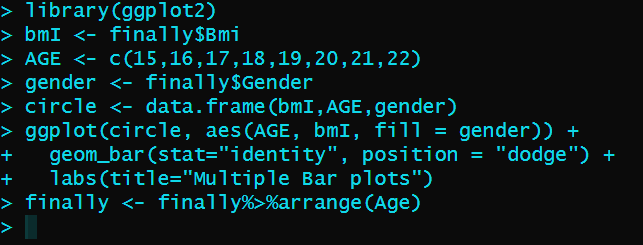 > library(ggplot2)
> bmI <- finally$Bmi
> AGE <- c(15,16,17,18,19,20,21,22)
> gender <- finally$Gender
> circle <- data.frame(bmI,AGE,gender)
> ggplot(circle, aes(AGE, bmI, fill = gender)) +
+   geom_bar(stat="identity", position = "dodge") +
+   labs(title="Multiple Bar plots")
> finally <- finally%>%arrange(Age)
>